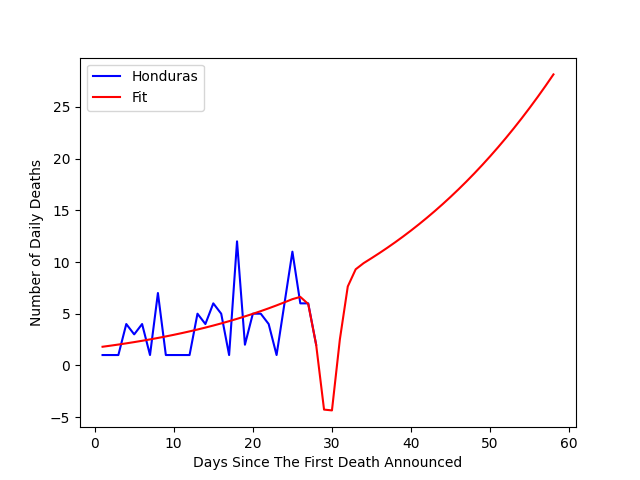 Honduras
Fit
Number of Daily Deaths
25
20
15
10
5
0
−5
0 10 20 30 40 50 60
Days Since The First Death Announced